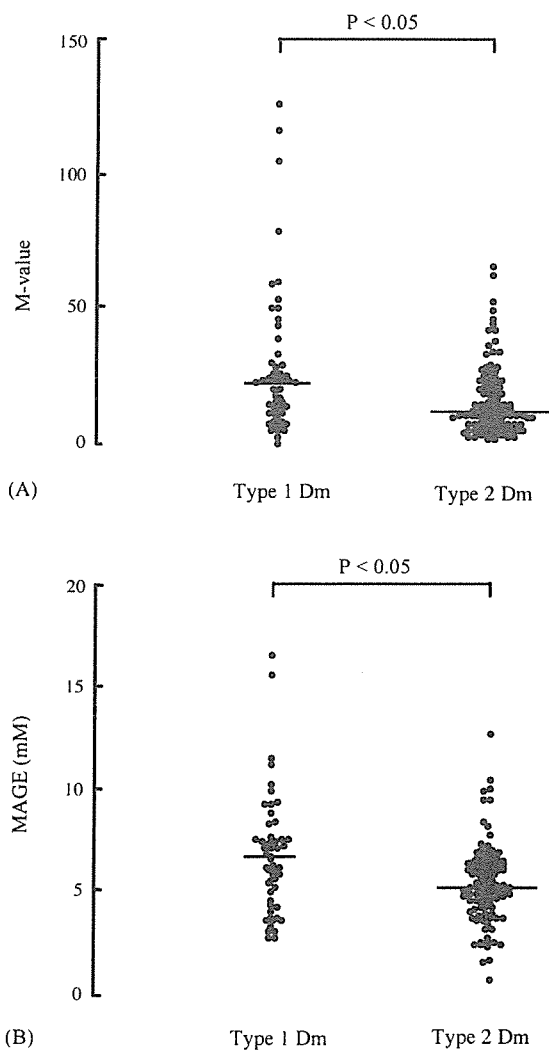 P < 0.05
150
100
50
0
M-value
Type 1 Dm
Type 2 Dm
(A)
P < 0.05
20
15
10
5
0
MAGE (mM)
Type 1 Dm
Type 2 Dm
(B)